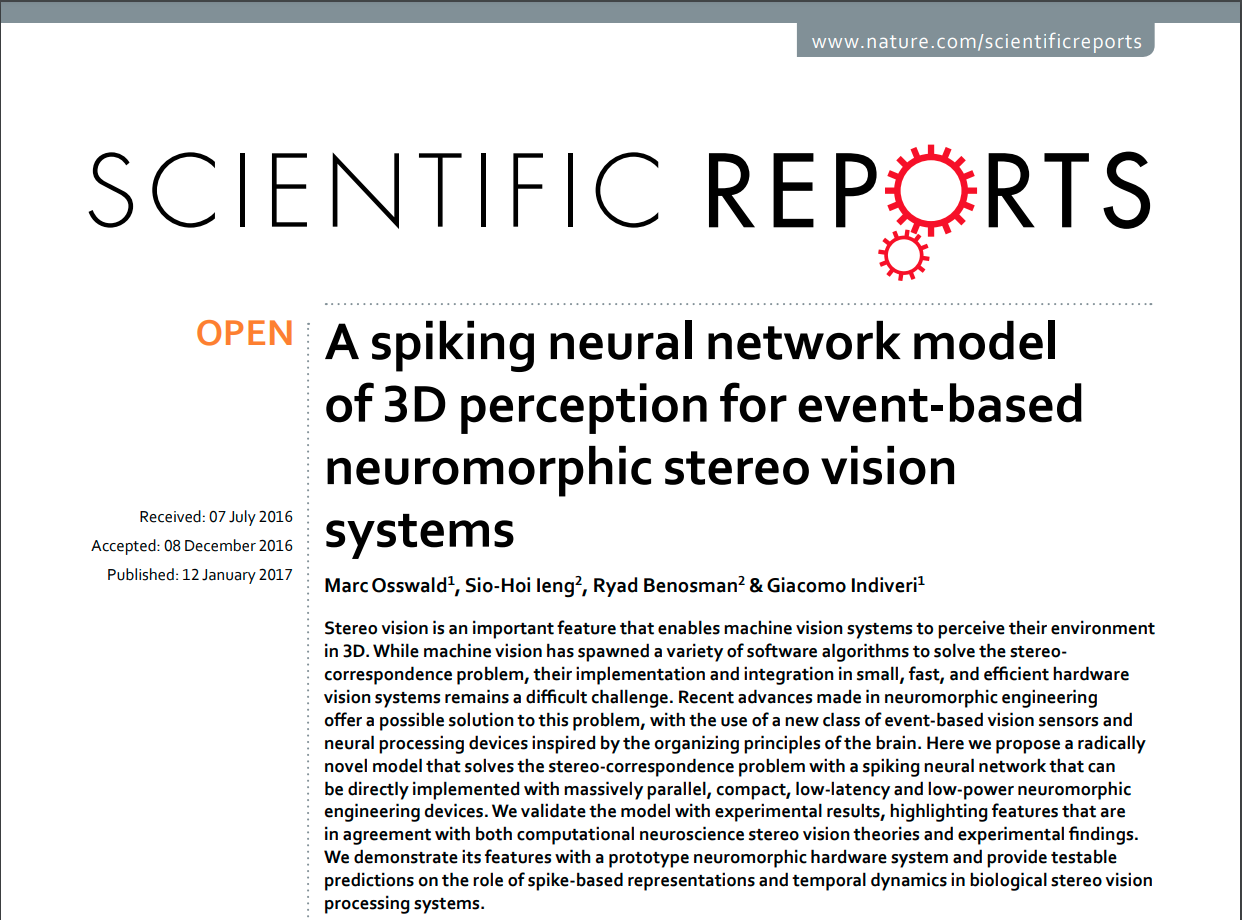 www.nature.com/scientificreports
SCIENTIFIC REPORTS
OPEN
A spiking neural network model
of 3D perception for event-based
neuromorphic stereo vision
systems
Received: 07 July 2016
Accepted: 08 December 2016
Published: 12 January 2017
Marc Osswald1, Sio-Hoi Ieng2, Ryad Benosman2 & Giacomo Indiveri1
Stereo vision is an important feature that enables machine vision systems to perceive their environment
in 3D. While machine vision has spawned a variety of software algorithms to solve the stereo-
correspondence problem, their implementation and integration in small, fast, and efficient hardware
vision systems remains a difficult challenge. Recent advances made in neuromorphic engineering
offer a possible solution to this problem, with the use of a new class of event-based vision sensors and
neural processing devices inspired by the organizing principles of the brain. Here we propose a radically
novel model that solves the stereo-correspondence problem with a spiking neural network that can
be directly implemented with massively parallel, compact, low-latency and low-power neuromorphic
engineering devices. We validate the model with experimental results, highlighting features that are
in agreement with both computational neuroscience stereo vision theories and experimental findings.
We demonstrate its features with a prototype neuromorphic hardware system and provide testable
predictions on the role of spike-based representations and temporal dynamics in biological stereo vision
processing systems.